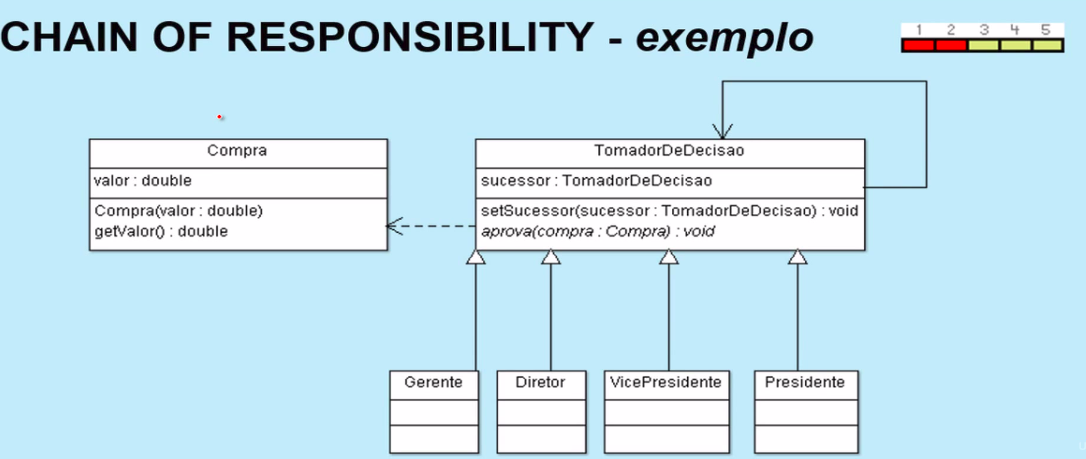 CHAIN OF RESPONSIBILITY - exemplo
1 2 3 4 5
Compra
valor : double
Compra(valor : double)
getValor() : double
TomadorDeDecisao
sucessor : TomadorDeDecisao
setSucessor(sucessor : TomadorDeDecisao) : void
aprova(compra : Compra) : void
Gerente
Diretor
VicePresidente
Presidente